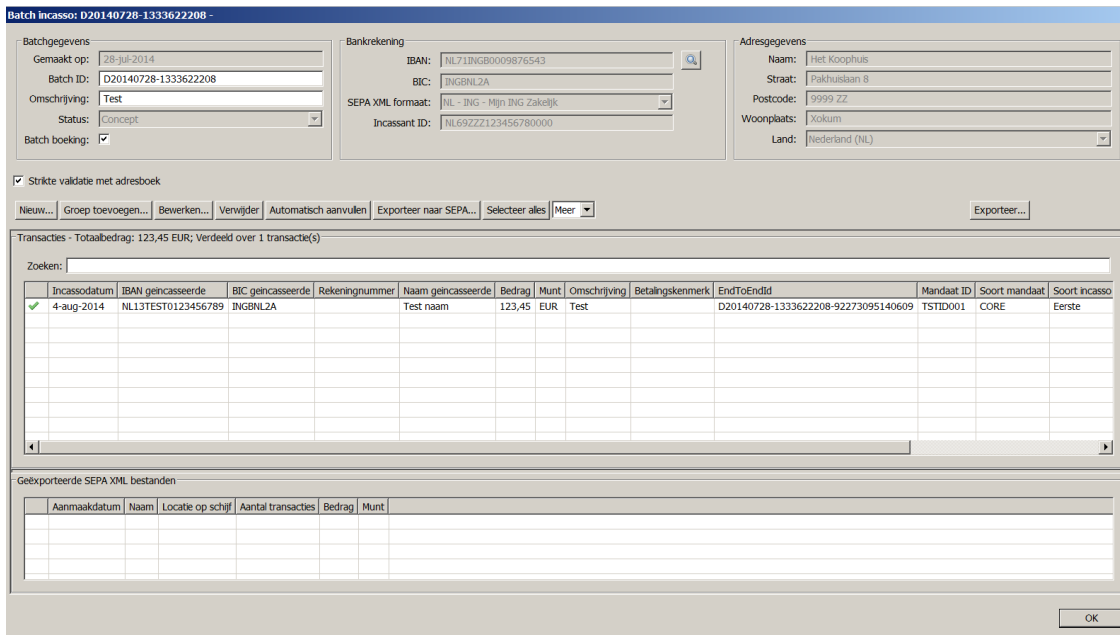 Batch incasso: D20140728-1333622208 -
Batchgegevens
Gemaakt op: 28-jul-2014
Batch ID: D20140728-1333622208
Omschrijving: Test
Status: Concept
Batch boeking:
Bankrekening
IBAN: NL71INGB0009876543
BIC: INGBNL2A
SEPA XML formaat: NL - ING - Mijn ING Zakelijk
Incassant ID: NL69ZZZ123456780000
Adresgegevens
Naam: Het Koophuis
Straat: Pakhuislaan 8
Postcode: 9999 ZZ
Woonplaats: Xokum
Land: Nederland (NL)
Strikte validatie met adresboek
Nieuw... Groep toevoegen... Bewerken... Verwijder Automatisch aanvullen Exporteer naar SEPA... Selecteer alles Meer Exporteer...
Transacties - Totaalbedrag: 123,45 EUR; Verdeeld over 1 transactie(s)
Zoeken:
Incassodatum IBAN geincasseerde BIC geincasseerde Rekeningnummer Naam geincasseerde Bedrag Munt Omschrijving Betalingskenmerk EndToEndId Mandaat ID Soort mandaat Soort incasso
4-aug-2014 NL13TEST0123456789 INGBNL2A Test naam 123,45 EUR Test D20140728-1333622208-92273095140609 TSTID001 CORE Eerste
Geëxporteerde SEPA XML bestanden
Aanmaakdatum Naam Locatie op schijf Aantal transacties Bedrag Munt
OK